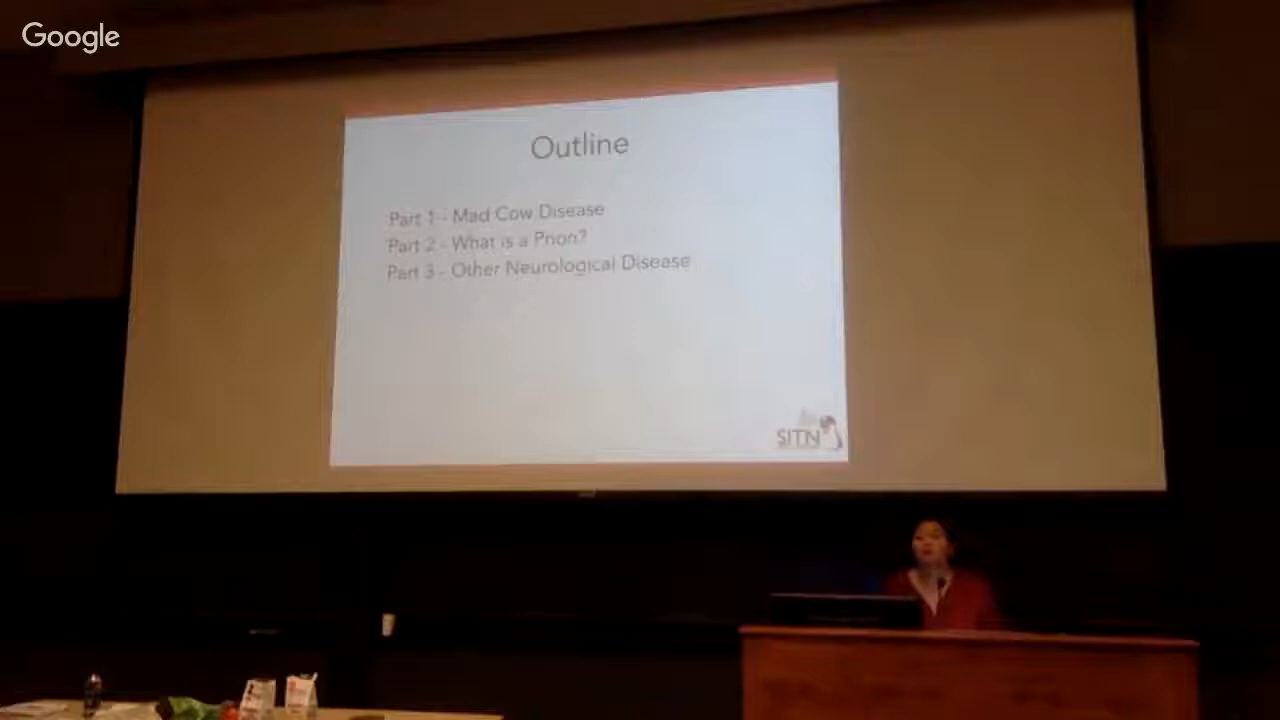 Google
Outline
Part 1 - Mad Cow Disease
Part 2 - What is a Prion?
Part 3 - Other Neurological Disease
SITN